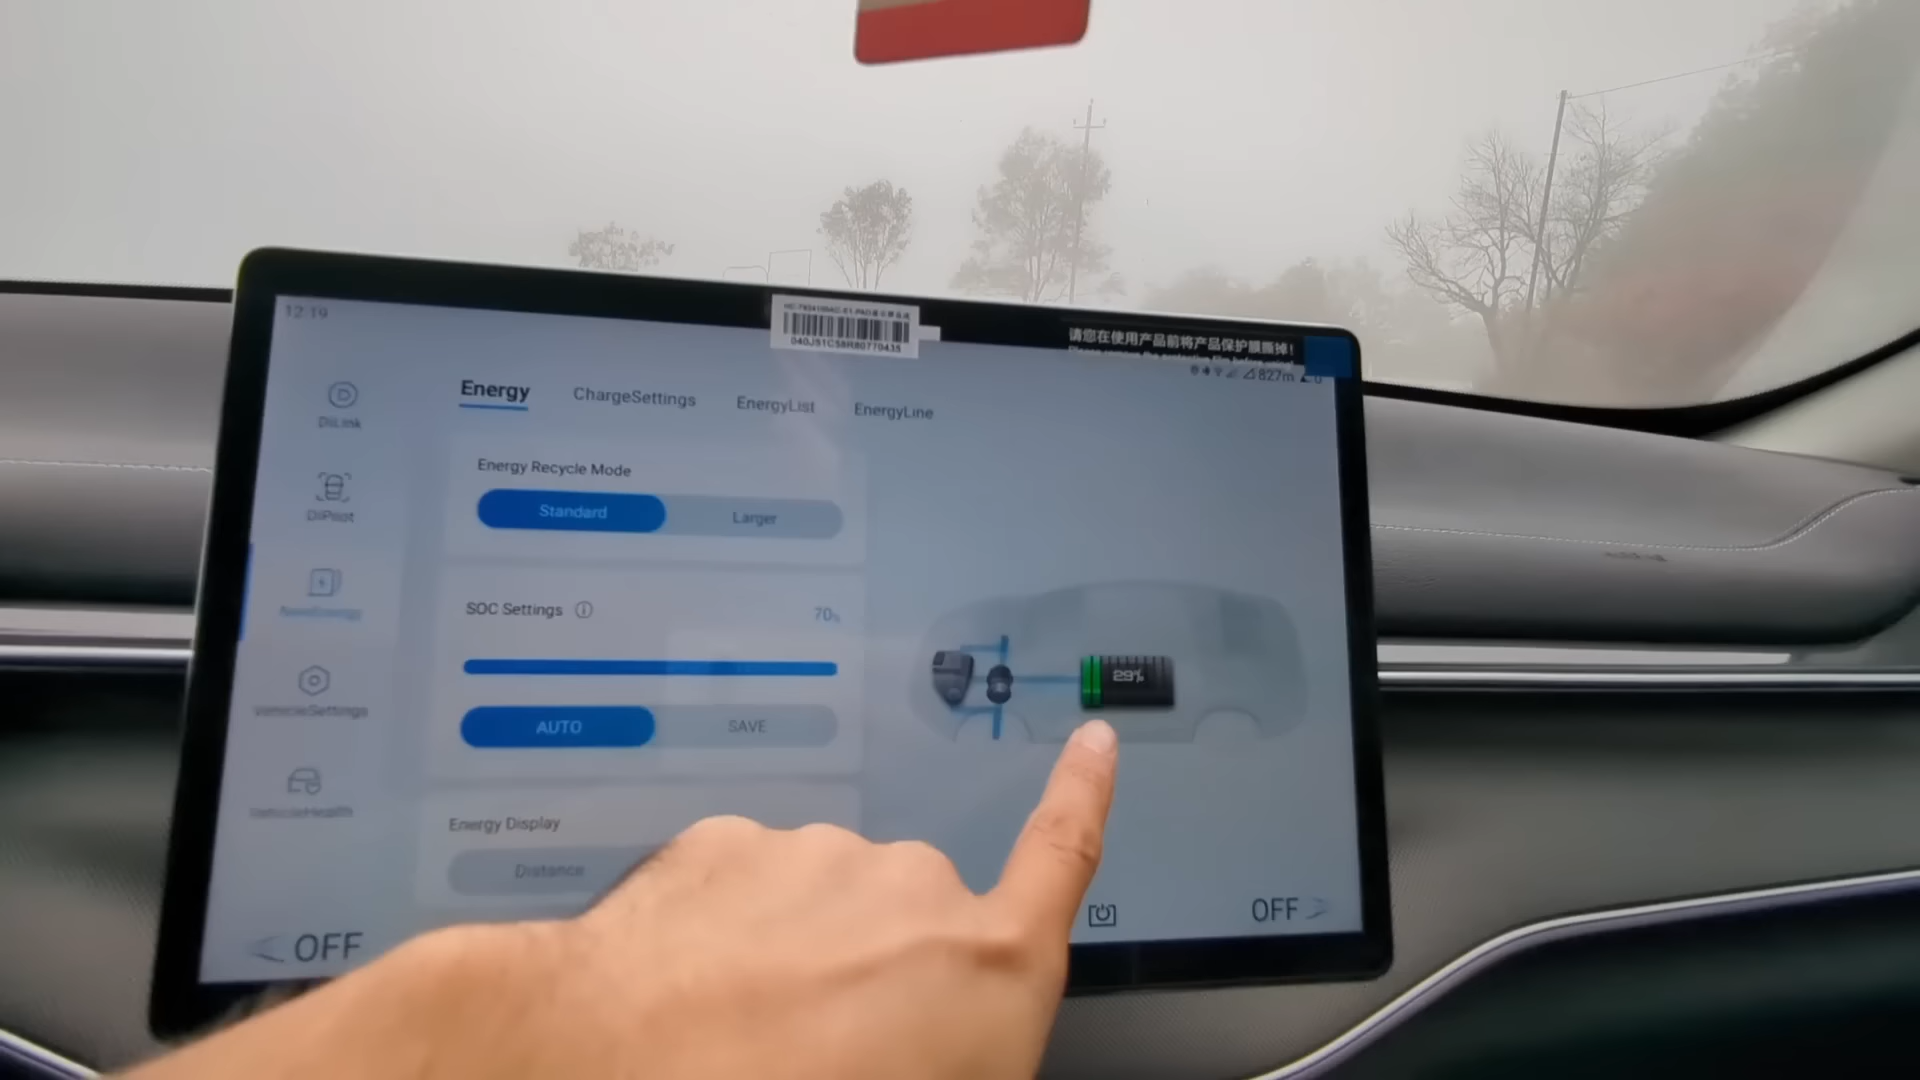 12:19
040J51C58R80770435
请您在使用产品前将产品保护膜撕掉!
827m
DiLink
DiPilot
NewEnergy
VehicleSettings
VehicleHealth
Energy
ChargeSettings
EnergyList
EnergyLine
Energy Recycle Mode
Standard
Larger
SOC Settings
70%
AUTO
SAVE
Energy Display
Distance
29%
OFF
OFF